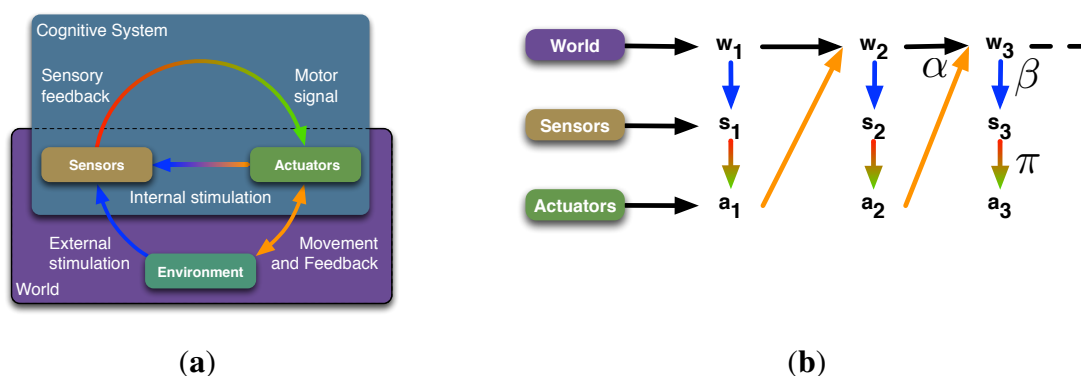 Cognitive System
Sensory
feedback
Motor
signal
Sensors
Actuators
Internal stimulation
External
stimulation
Movement
and Feedback
Environment
World
(a)
World
w1
w2
w3
α
β
Sensors
s1
s2
s3
π
Actuators
a1
a2
a3
(b)